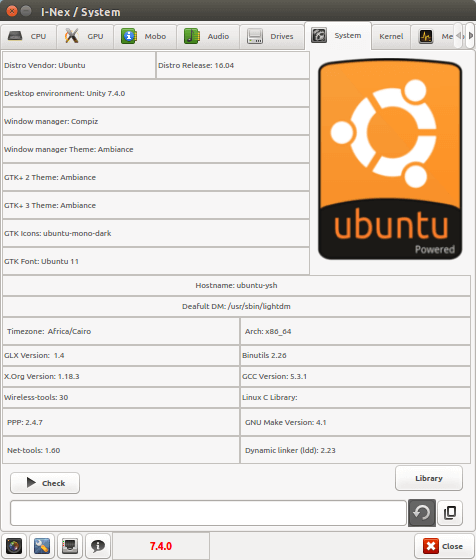 I-Nex / System
CPU GPU Mobo Audio Drives System Kernel
Distro Vendor: Ubuntu Distro Release: 16.04
Desktop environment: Unity 7.4.0
Window manager: Compiz
Window manager Theme: Ambiance
GTK+ 2 Theme: Ambiance
GTK+ 3 Theme: Ambiance
GTK Icons: ubuntu-mono-dark
GTK Font: Ubuntu 11
ubuntu
Powered
Hostname: ubuntu-ysh
Deafult DM: /usr/sbin/lightdm
Timezone: Africa/Cairo Arch: x86_64
GLX Version: 1.4 Binutils 2.26
X.Org Version: 1.18.3 GCC Version: 5.3.1
Wireless-tools: 30 Linux C Library:
PPP: 2.4.7 GNU Make Version: 4.1
Net-tools: 1.60 Dynamic linker (ldd): 2.23
Check Library
7.4.0 Close